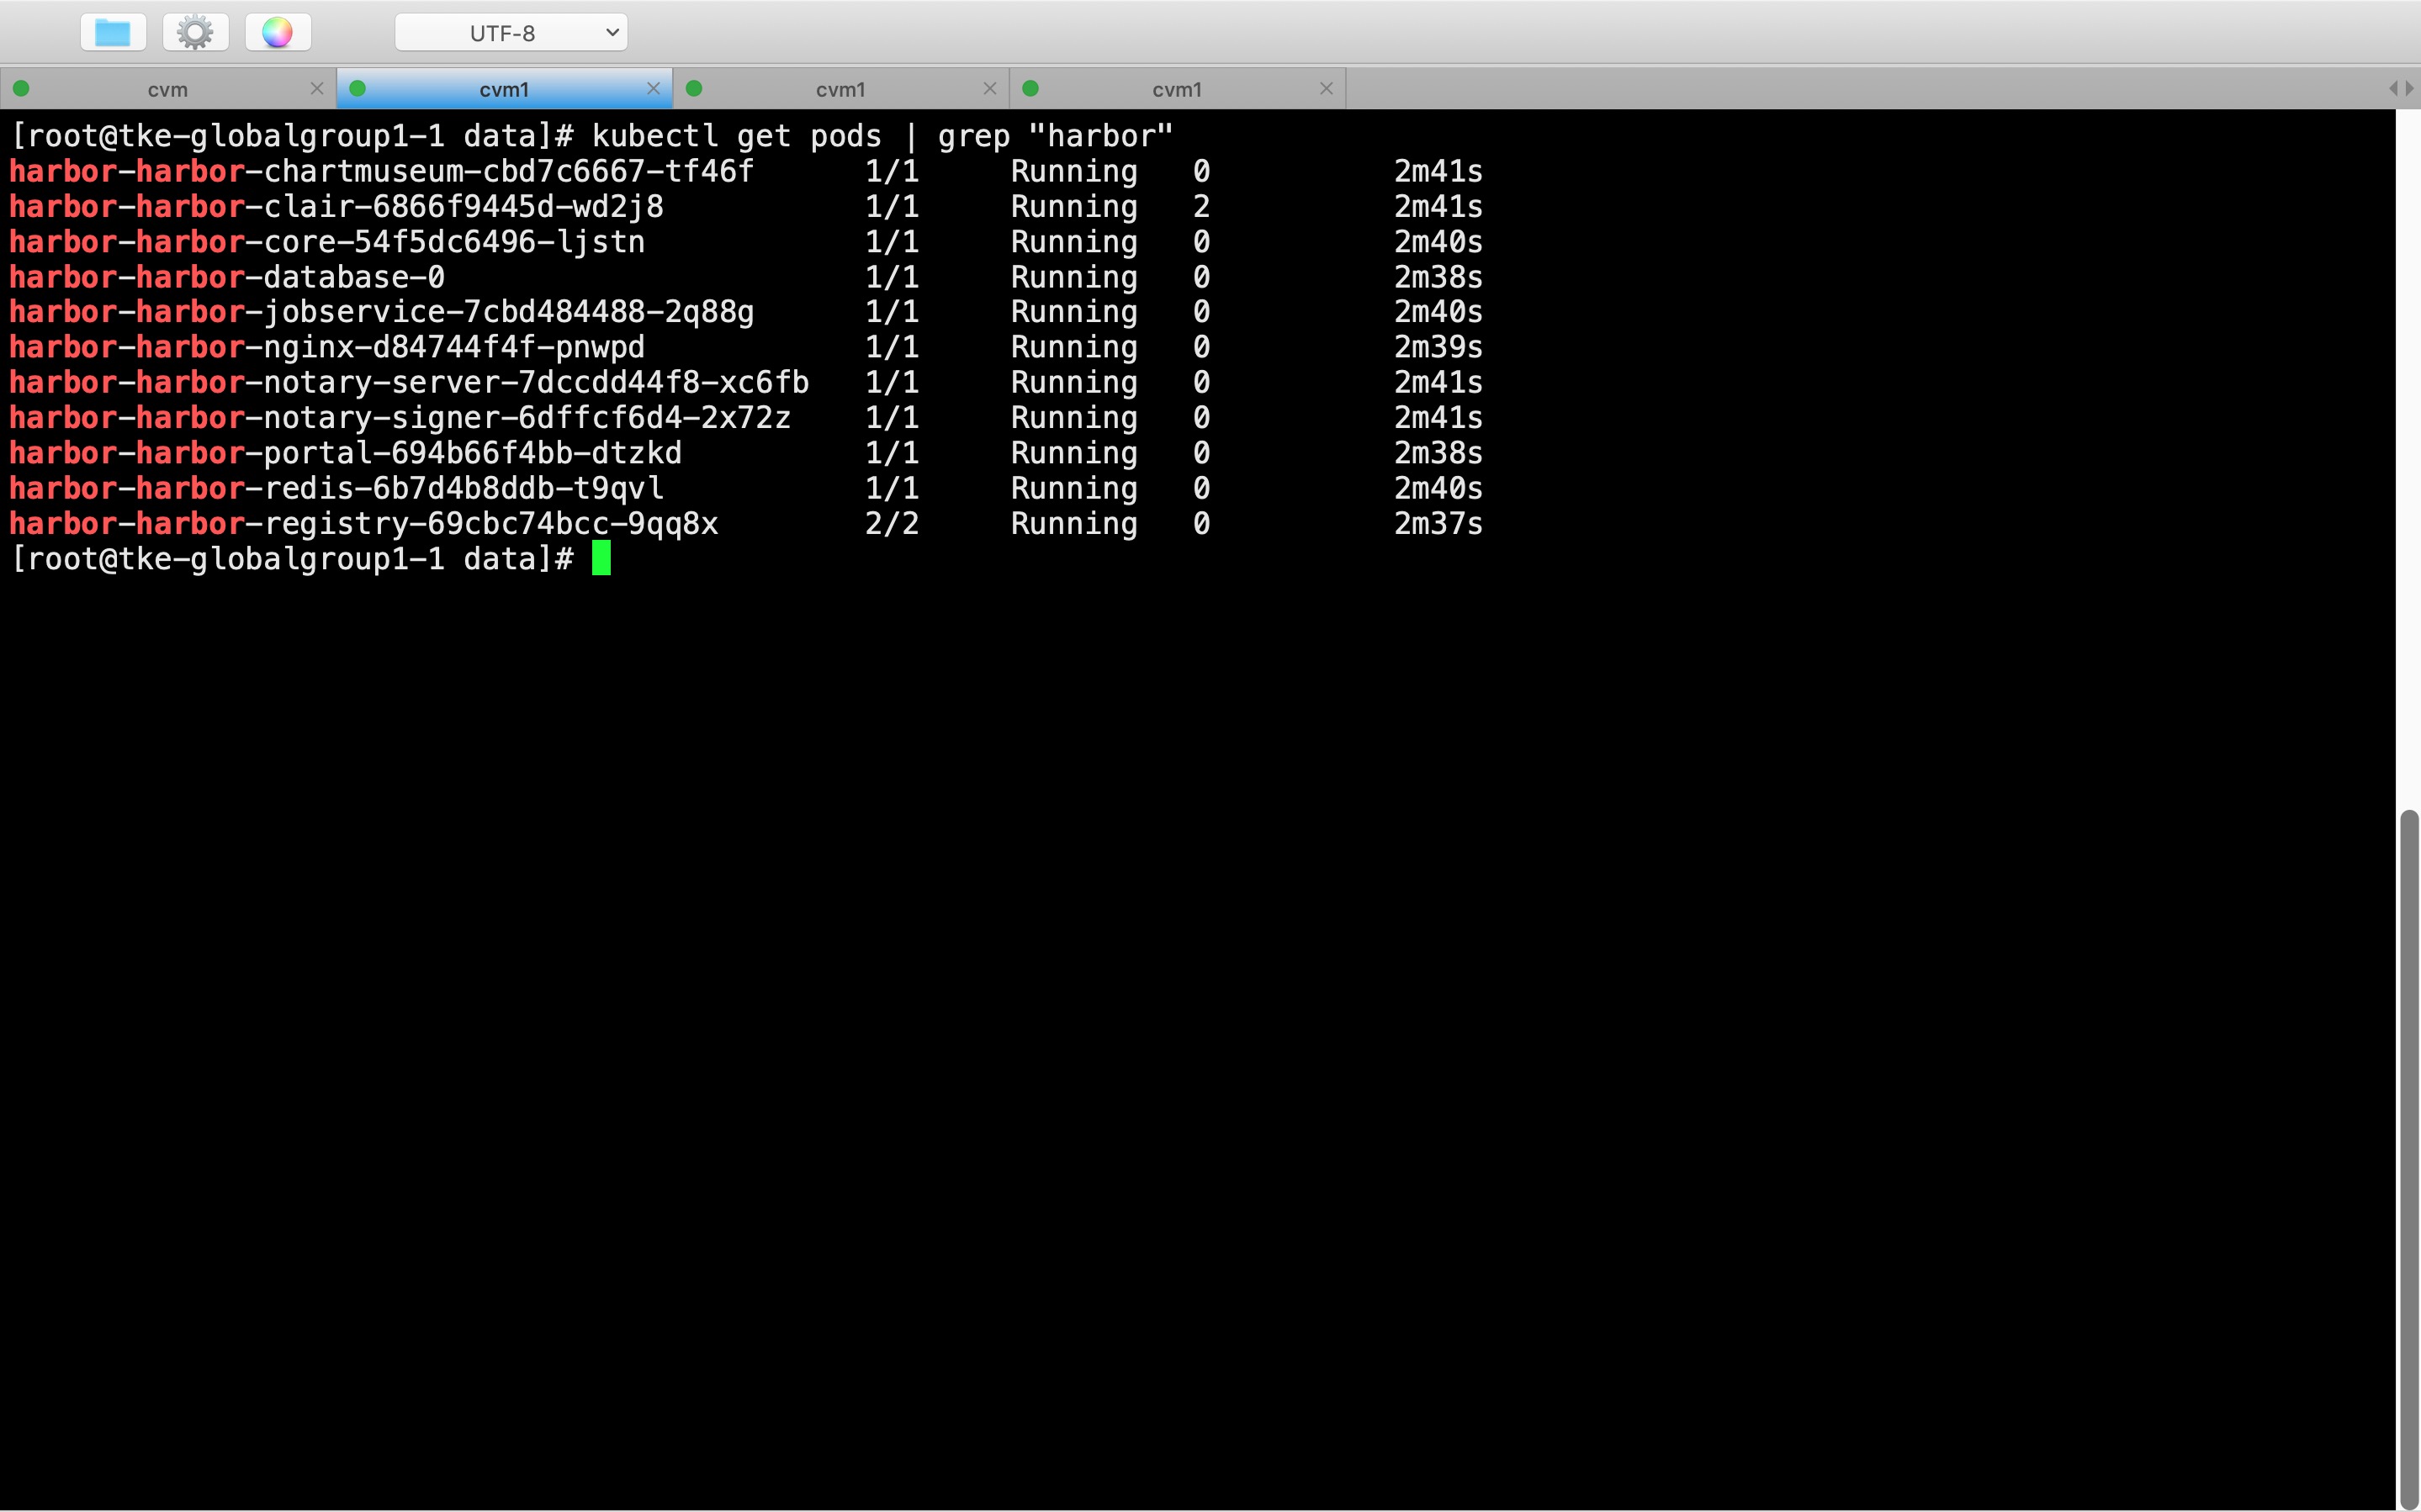 UTF-8
cvm cvm1 cvm1 cvm1
[root@tke-globalgroup1-1 data]# kubectl get pods | grep "harbor"
harbor-harbor-chartmuseum-cbd7c6667-tf46f 1/1 Running 0 2m41s
harbor-harbor-clair-6866f9445d-wd2j8 1/1 Running 2 2m41s
harbor-harbor-core-54f5dc6496-ljstn 1/1 Running 0 2m40s
harbor-harbor-database-0 1/1 Running 0 2m38s
harbor-harbor-jobservice-7cbd484488-2q88g 1/1 Running 0 2m40s
harbor-harbor-nginx-d84744f4f-pnwpd 1/1 Running 0 2m39s
harbor-harbor-notary-server-7dccdd44f8-xc6fb 1/1 Running 0 2m41s
harbor-harbor-notary-signer-6dffcf6d4-2x72z 1/1 Running 0 2m41s
harbor-harbor-portal-694b66f4bb-dtzkd 1/1 Running 0 2m38s
harbor-harbor-redis-6b7d4b8ddb-t9qvl 1/1 Running 0 2m40s
harbor-harbor-registry-69cbc74bcc-9qq8x 2/2 Running 0 2m37s
[root@tke-globalgroup1-1 data]#